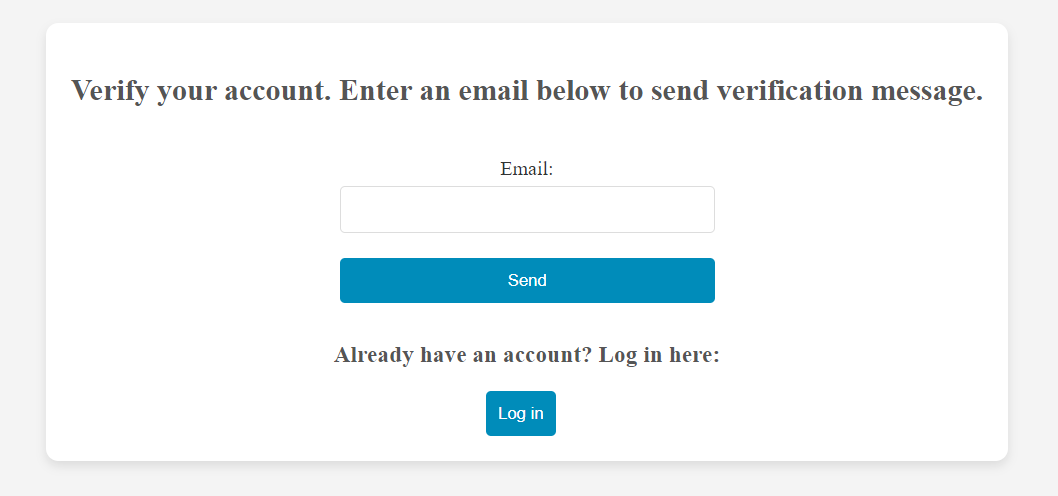 Verify your account. Enter an email below to send verification message.
Email:
Send
Already have an account? Log in here:
Log in